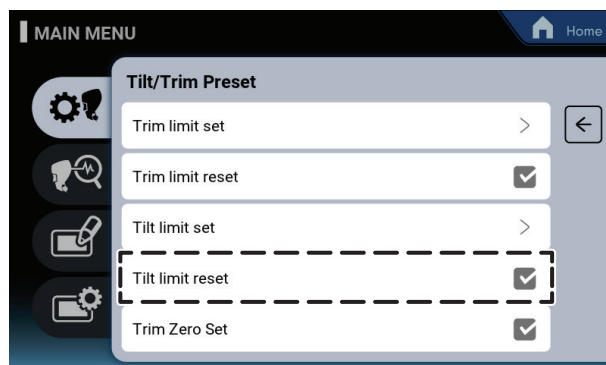 MAIN MENU
Home
Tilt/Trim Preset
Trim limit set
Trim limit reset
Tilt limit set
Tilt limit reset
Trim Zero Set